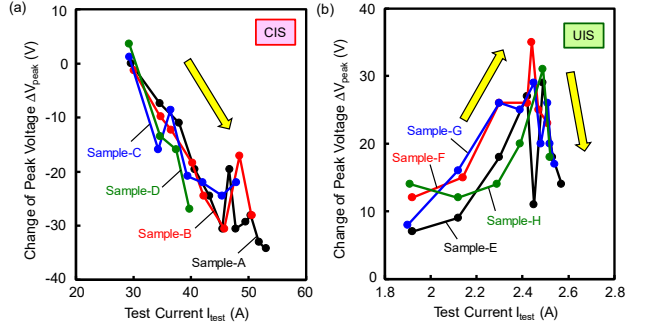 (a)
CIS
Change of Peak Voltage ΔVpeak (V)
10
0
-10
-20
-30
-40
20
30
40
50
60
Test Current Itest (A)
Sample-C
Sample-D
Sample-B
Sample-A
(b)
UIS
Change of Peak Voltage ΔVpeak (V)
40
30
20
10
0
1.8
2
2.2
2.4
2.6
2.8
Test Current Itest (A)
Sample-G
Sample-F
Sample-H
Sample-E